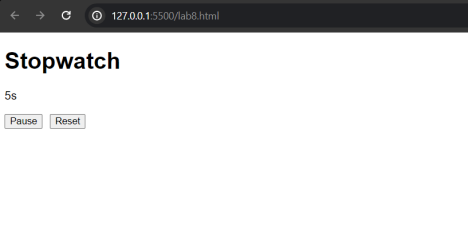 127.0.0.1:5500/lab8.html
Stopwatch
5s
Pause Reset